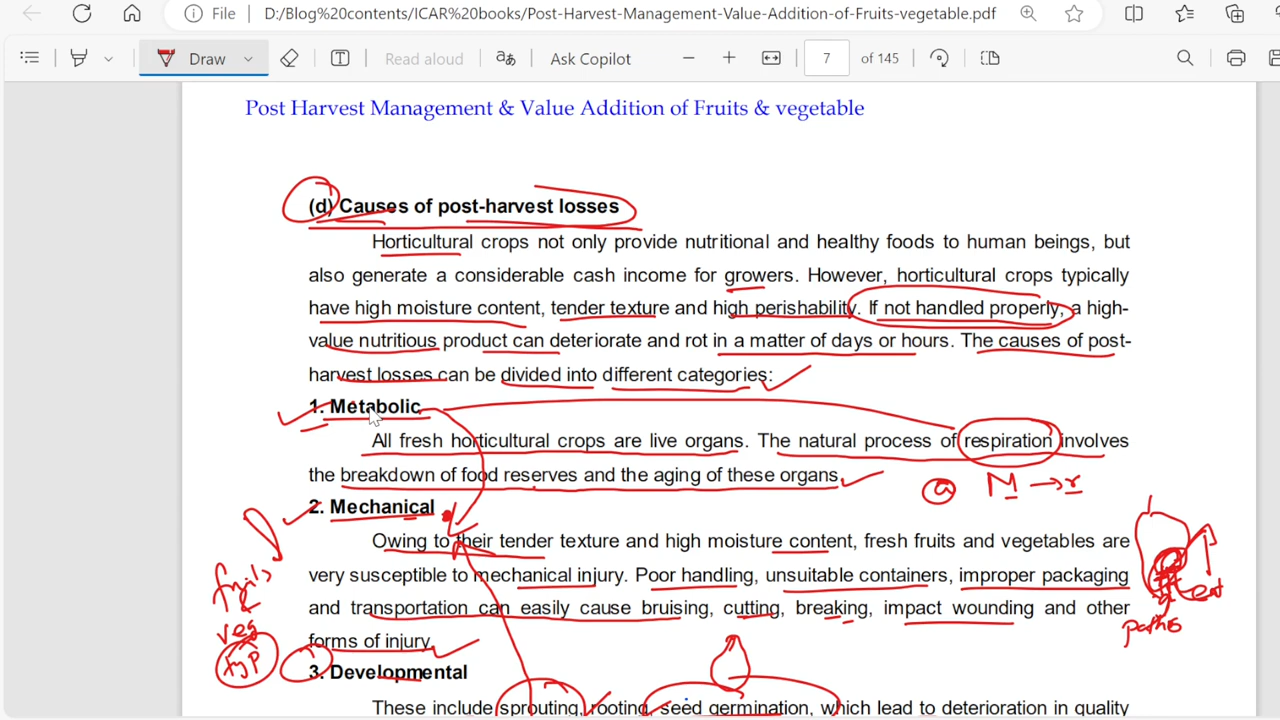 File D:/Blog%20contents/ICAR%20books/Post-Harvest-Management-Value-Addition-of-Fruits-vegetable.pdf
Draw Read aloud aあ Ask Copilot 7 of 145
Post Harvest Management & Value Addition of Fruits & vegetable
(d) Causes of post-harvest losses
Horticultural crops not only provide nutritional and healthy foods to human beings, but
also generate a considerable cash income for growers. However, horticultural crops typically
have high moisture content, tender texture and high perishability. If not handled properly, a high-
value nutritious product can deteriorate and rot in a matter of days or hours. The causes of post-
harvest losses can be divided into different categories:
1. Metabolic
All fresh horticultural crops are live organs. The natural process of respiration involves
the breakdown of food reserves and the aging of these organs.
a M → r
2. Mechanical
Owing to their tender texture and high moisture content, fresh fruits and vegetables are
very susceptible to mechanical injury. Poor handling, unsuitable containers, improper packaging
fruits
&
veg
typ
ent
patho
and transportation can easily cause bruising, cutting, breaking, impact wounding and other
forms of injury.
3. Developmental
These include sprouting, rooting, seed germination, which lead to deterioration in quality